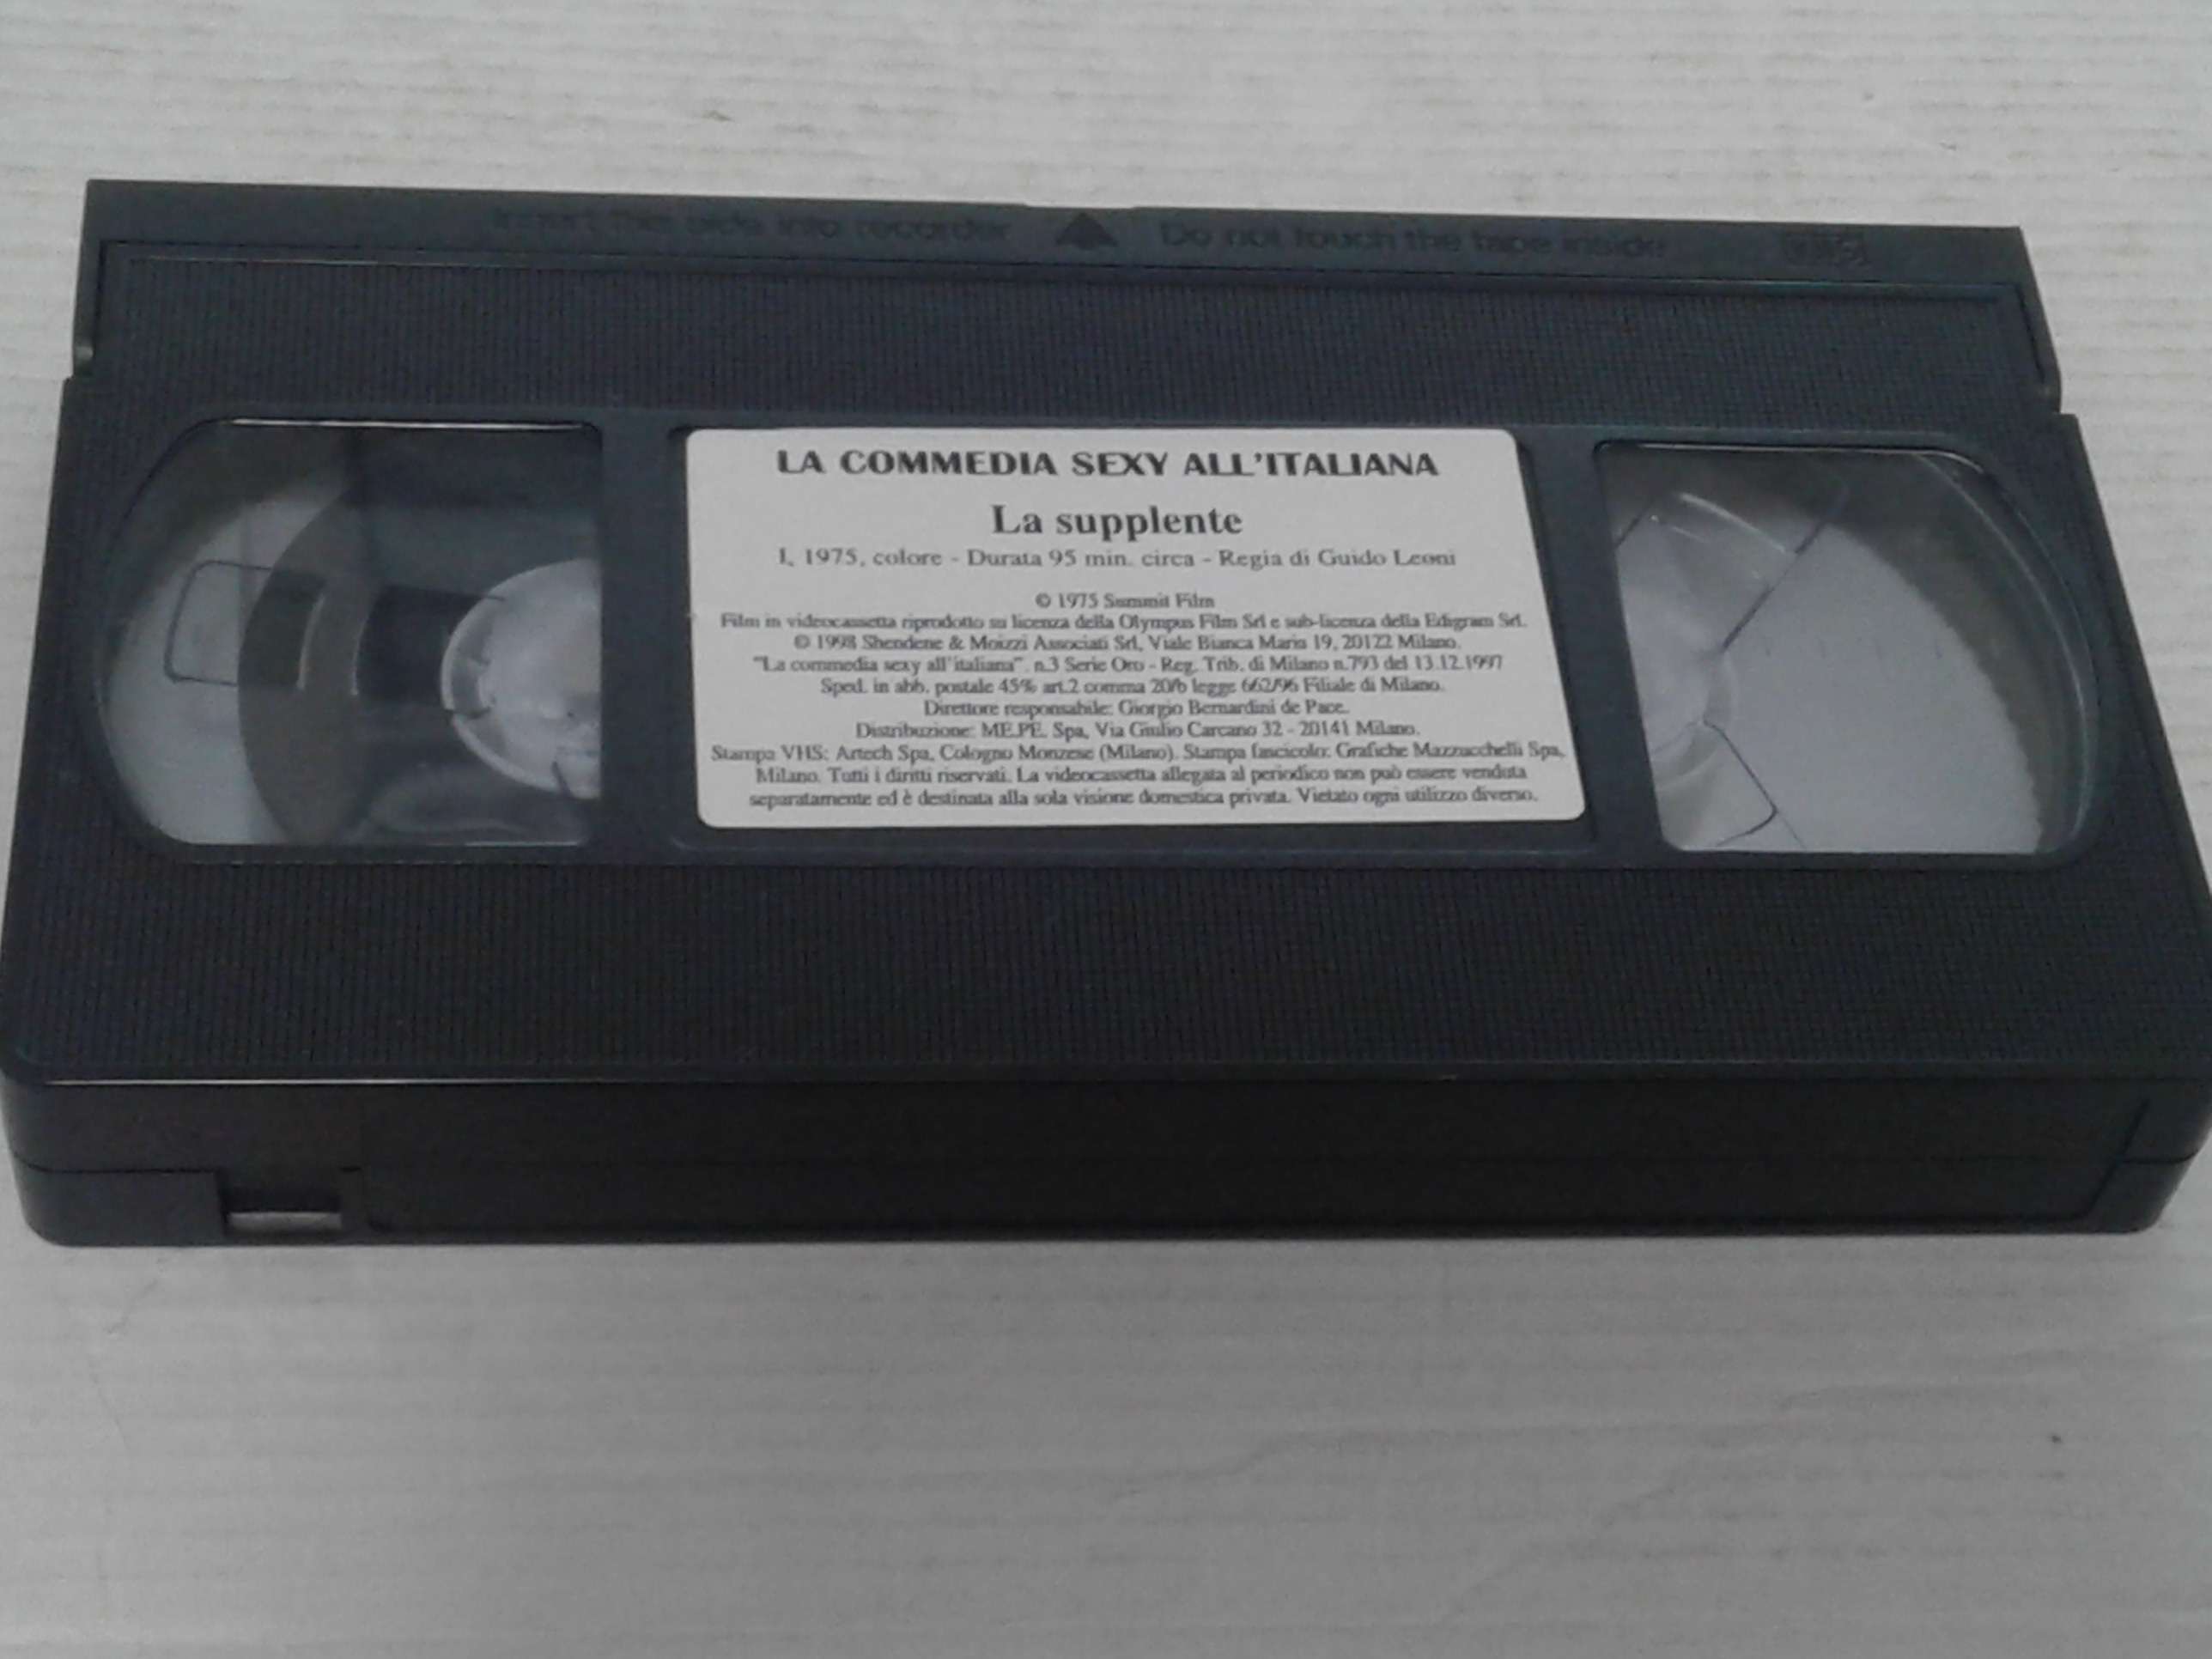 Insert this side into recorder Do not touch the tape inside VHS
LA COMMEDIA SEXY ALL'ITALIANA
La supplente
I, 1975, colore - Durata 95 min. circa - Regia di Guido Leoni
© 1975 Summit Film
Film in videocassetta riprodotto su licenza della Olympus Film Srl e sub-licenza della Edigram Srl.
© 1998 Shendene & Moizzi Associati Srl, Viale Bianca Maria 19, 20122 Milano.
"La commedia sexy all'italiana". n.3 Serie Oro - Reg. Trib. di Milano n.793 del 13.12.1997
Sped. in abb. postale 45% art.2 comma 20/b legge 662/96 Filiale di Milano.
Direttore responsabile: Giorgio Bernardini de Pace.
Distribuzione: ME.PE. Spa, Via Giulio Carcano 32 - 20141 Milano.
Stampa VHS: Artech Spa, Cologno Monzese (Milano). Stampa fascicolo: Grafiche Mazzucchelli Spa,
Milano. Tutti i diritti riservati. La videocassetta allegata al periodico non può essere venduta
separatamente ed è destinata alla sola visione domestica privata. Vietato ogni utilizzo diverso.